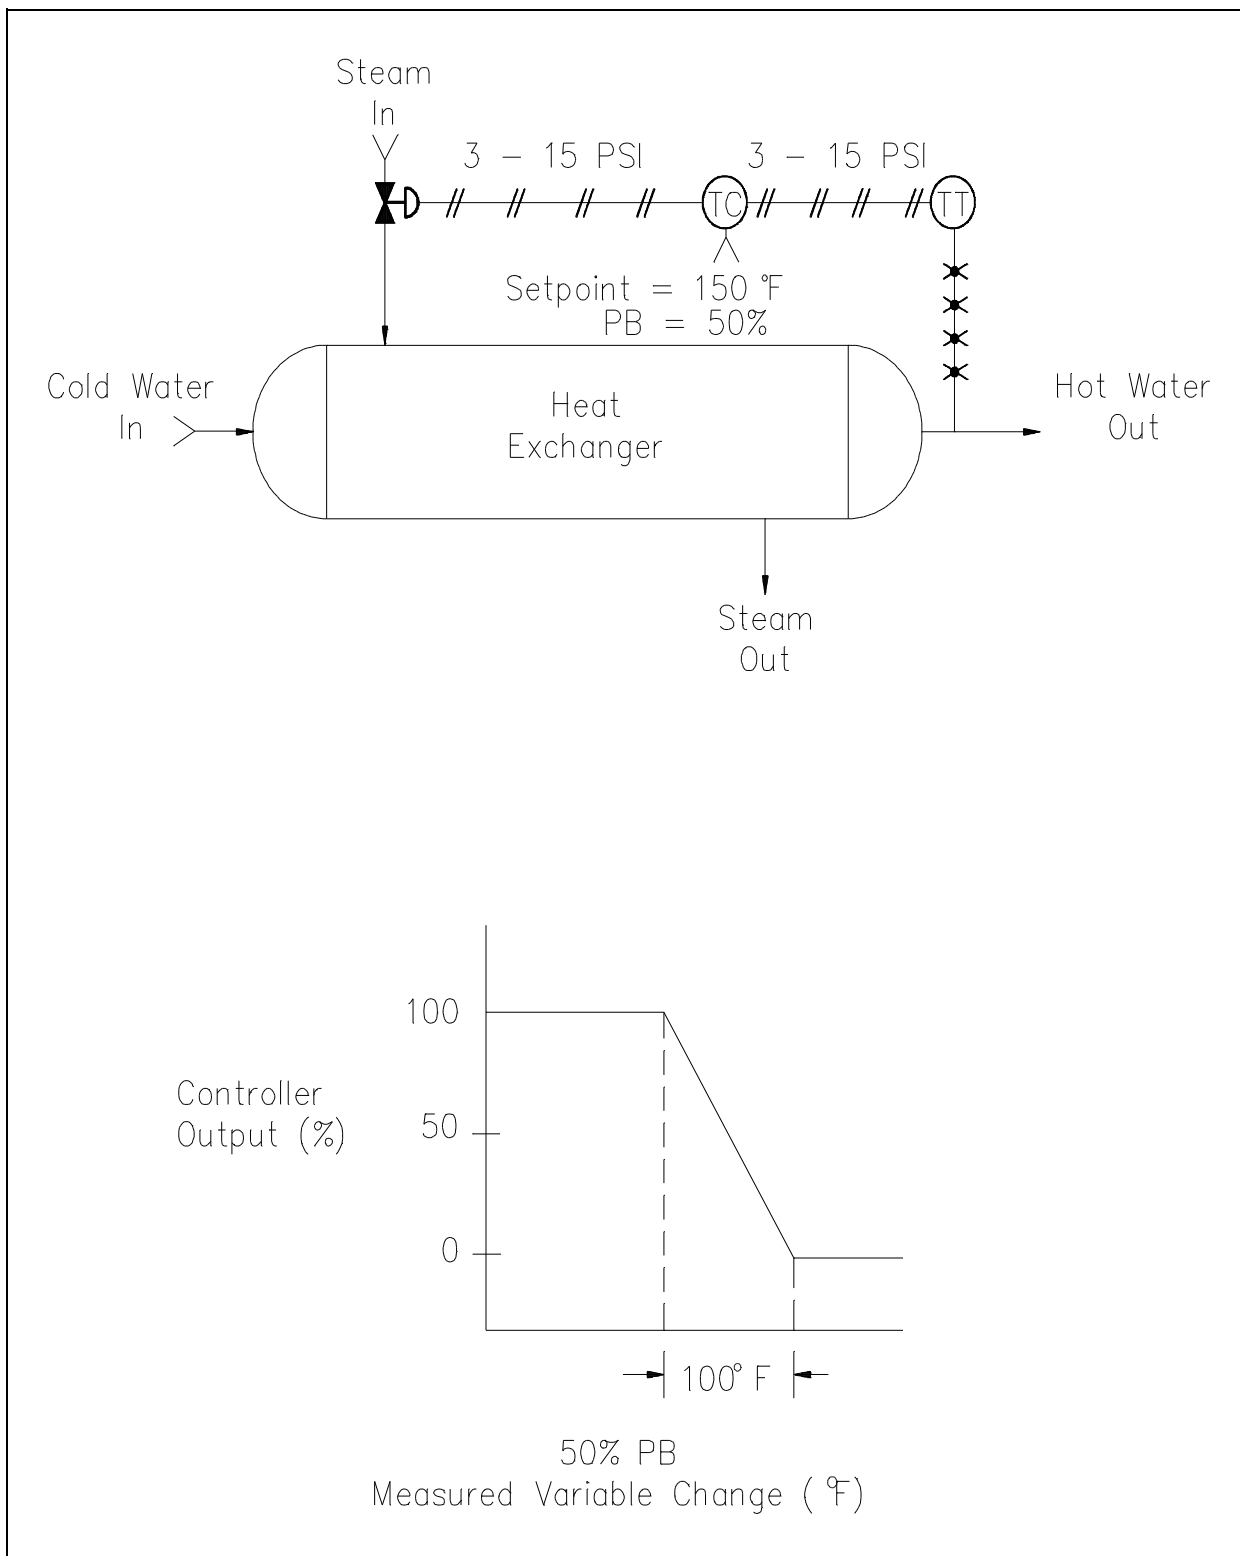 Steam
In
3 - 15 PSI
3 - 15 PSI
TC
TT
Setpoint = 150 °F
PB = 50%
Cold Water
In
Heat
Exchanger
Hot Water
Out
Steam
Out
100
Controller
Output (%)
50
0
100° F
50% PB
Measured Variable Change ( °F)